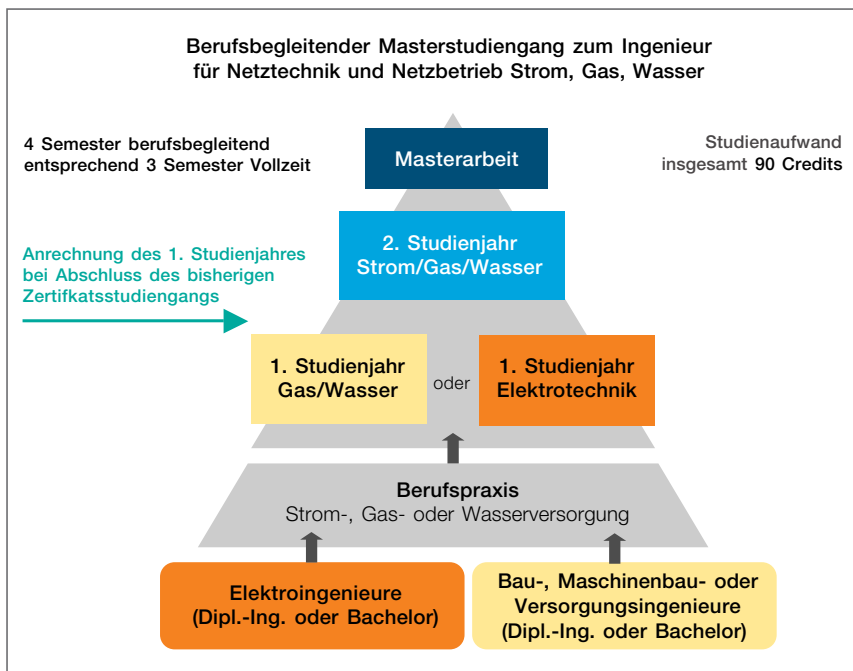 Berufsbegleitender Masterstudiengang zum Ingenieur
für Netztechnik und Netzbetrieb Strom, Gas, Wasser
4 Semester berufsbegleitend
entsprechend 3 Semester Vollzeit
Masterarbeit
Studienaufwand
insgesamt 90 Credits
2. Studienjahr
Strom/Gas/Wasser
Anrechnung des 1. Studienjahres
bei Abschluss des bisherigen
Zertifkatsstudiengangs
1. Studienjahr
Gas/Wasser
oder
1. Studienjahr
Elektrotechnik
Berufspraxis
Strom-, Gas- oder Wasserversorgung
Elektroingenieure
(Dipl.-Ing. oder Bachelor)
Bau-, Maschinenbau- oder
Versorgungsingenieure
(Dipl.-Ing. oder Bachelor)